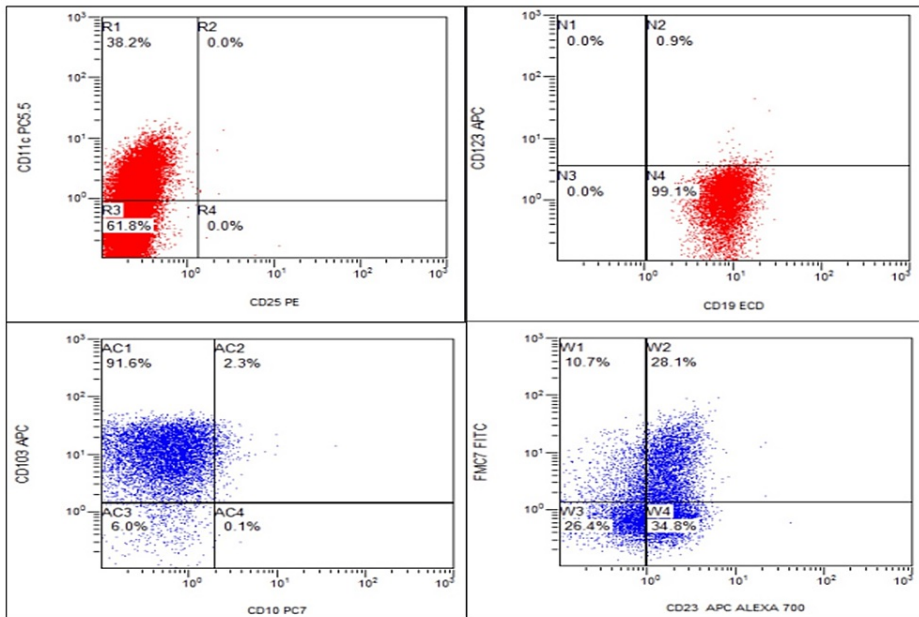 10³
R1
38.2%
R2
0.0%
10²
10¹
10⁰
R3
61.8%
R4
0.0%
10⁰
10¹
10²
10³
CD11c PC5.5
CD25 PE
10³
N1
0.0%
N2
0.9%
10²
10¹
10⁰
N3
0.0%
N4
99.1%
10⁰
10¹
10²
10³
CD123 APC
CD19 ECD
10³
AC1
91.6%
AC2
2.3%
10²
10¹
10⁰
AC3
6.0%
AC4
0.1%
10⁰
10¹
10²
10³
CD103 APC
CD10 PC7
10³
W1
10.7%
W2
28.1%
10²
10¹
10⁰
W3
26.4%
W4
34.8%
10⁰
10¹
10²
10³
FMC7 FITC
CD23 APC ALEXA 700